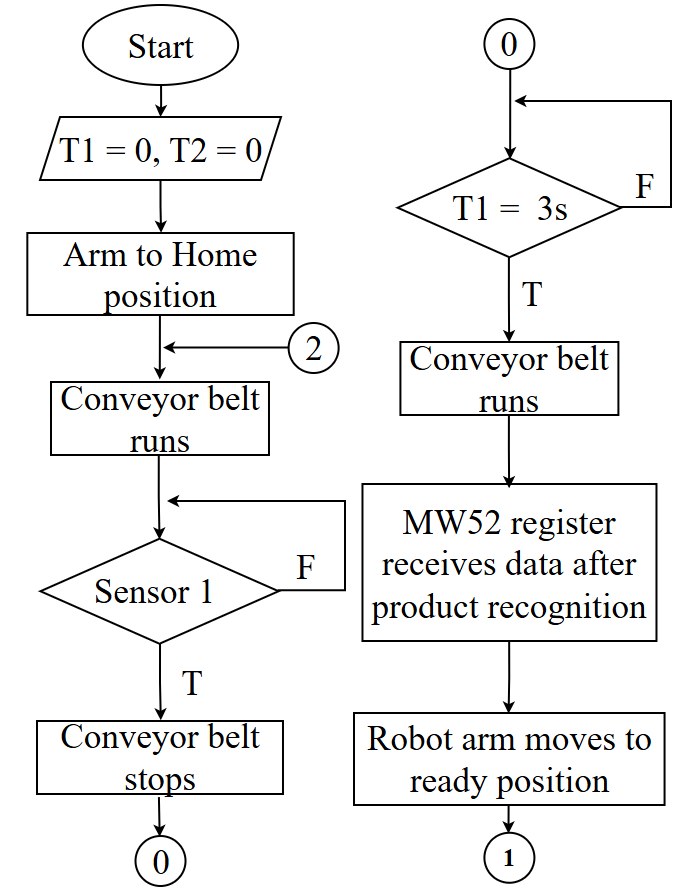 Start
T1 = 0, T2 = 0
Arm to Home
position
2
Conveyor belt
runs
Sensor 1
F
T
Conveyor belt
stops
0
0
T1 = 3s
F
T
Conveyor belt
runs
MW52 register
receives data after
product recognition
Robot arm moves to
ready position
1